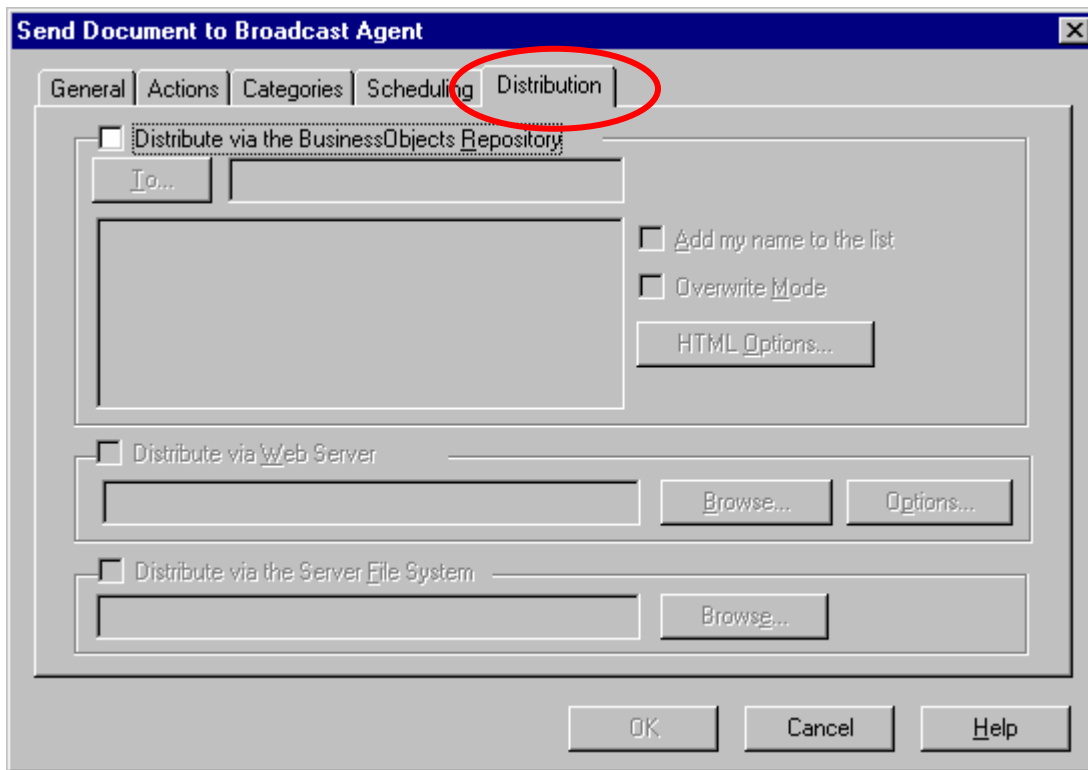 Send Document to Broadcast Agent
General Actions Categories Scheduling Distribution
Distribute via the BusinessObjects Repository
To...
Add my name to the list
Overwrite Mode
HTML Options...
Distribute via Web Server
Browse... Options...
Distribute via the Server File System
Browse...
OK Cancel Help